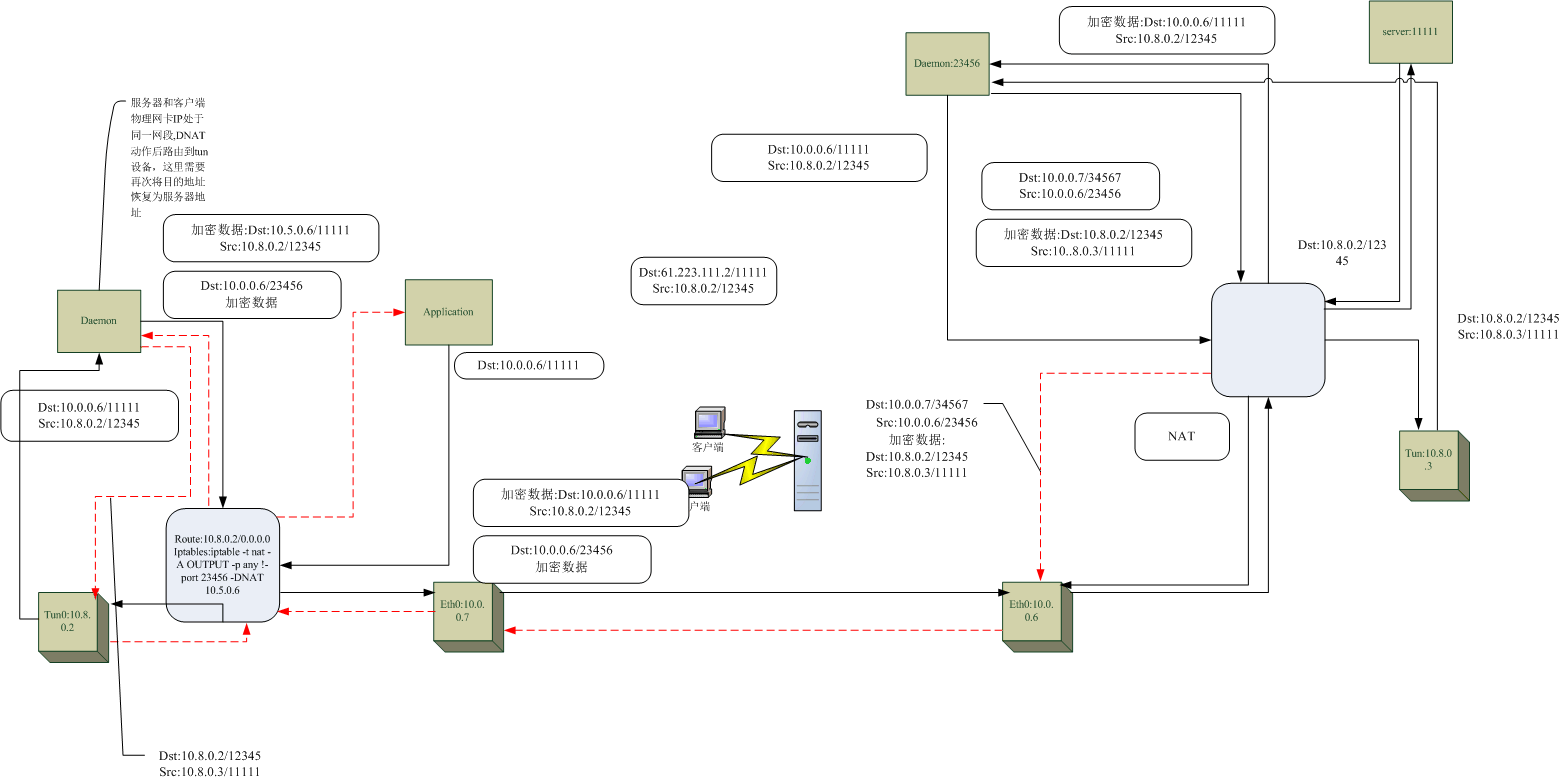 加密数据:Dst:10.0.0.6/11111
Src:10.8.0.2/12345
server:11111
Daemon:23456
服务器和客户端
物理网卡IP处于
同一网段,DNAT
动作后路由到tun
设备，这里需要
再次将目的地址
恢复为服务器地
址
Dst:10.0.0.6/11111
Src:10.8.0.2/12345
Dst:10.0.0.7/34567
Src:10.0.0.6/23456
加密数据:Dst:10.5.0.6/11111
Src:10.8.0.2/12345
加密数据:Dst:10.8.0.2/12345
Src:10..8.0.3/11111
Dst:10.8.0.2/123
45
Dst:10.0.0.6/23456
加密数据
Dst:61.223.111.2/11111
Src:10.8.0.2/12345
Daemon
Application
Dst:10.8.0.2/12345
Src:10.8.0.3/11111
Dst:10.0.0.6/11111
Dst:10.0.0.6/11111
Src:10.8.0.2/12345
Dst:10.0.0.7/34567
Src:10.0.0.6/23456
加密数据:
Dst:10.8.0.2/12345
Src:10.8.0.3/11111
NAT
客户端
Tun:10.8.0
.3
加密数据:Dst:10.0.0.6/11111
Src:10.8.0.2/12345
户端
Route:10.8.0.2/0.0.0.0
Iptables:iptable -t nat -
A OUTPUT -p any !-
port 23456 -DNAT
10.5.0.6
Dst:10.0.0.6/23456
加密数据
Tun0:10.8.
0.2
Eth0:10.0.
0.7
Eth0:10.0.
0.6
Dst:10.8.0.2/12345
Src:10.8.0.3/11111